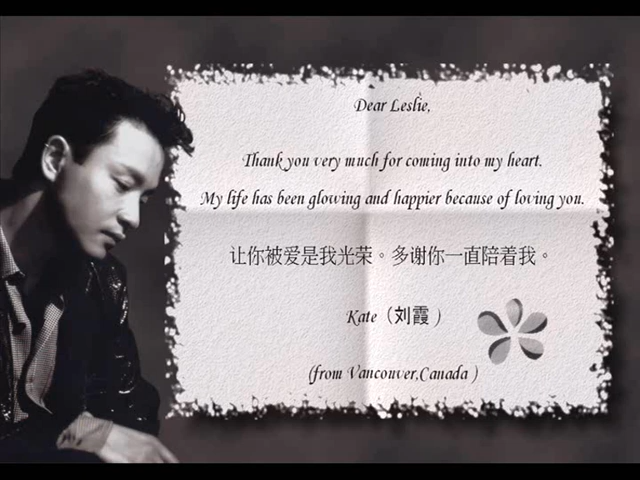 Dear Leslie,
Thank you very much for coming into my heart.
My life has been glowing and happier because of loving you.
让你被爱是我光荣。多谢你一直陪着我。
Kate（刘霞 )
(from Vancouver,Canada )